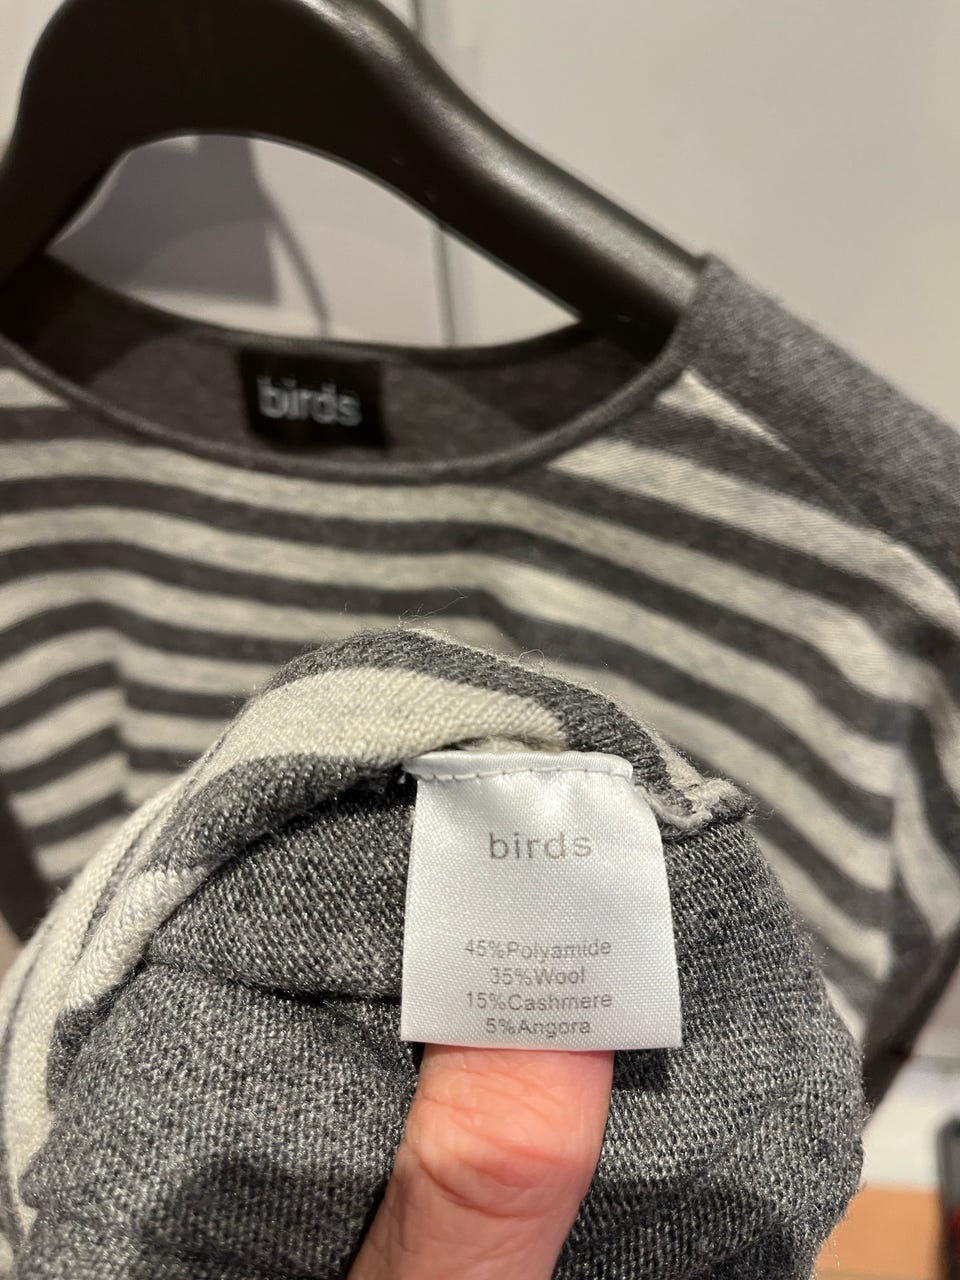 birds
birds
45%Polyamide
35%Wool
15%Cashmere
5%Angora